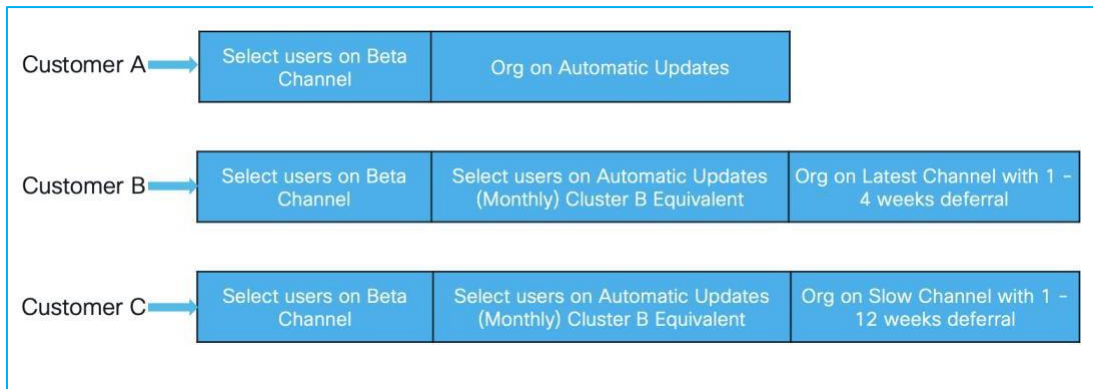 Customer A
Select users on Beta
Channel
Org on Automatic Updates
Customer B
Select users on Beta
Channel
Select users on Automatic Updates
(Monthly) Cluster B Equivalent
Org on Latest Channel with 1 –
4 weeks deferral
Customer C
Select users on Beta
Channel
Select users on Automatic Updates
(Monthly) Cluster B Equivalent
Org on Slow Channel with 1 –
12 weeks deferral